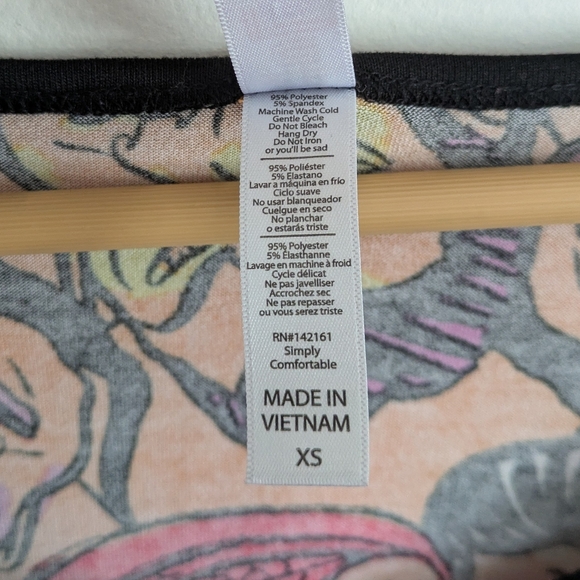 95% Polyester
5% Spandex
Machine Wash Cold
Gentle Cycle
Do Not Bleach
Hang Dry
Do Not Iron
or you'll be sad
95% Poliéster
5% Elastano
Lavar a máquina en frío
Ciclo suave
No usar blanqueador
Cuelgue en seco
No planchar
o estarás triste
95% Polyester
5% Élasthanne
Lavage en machine à froid
Cycle délicat
Ne pas javelliser
Accrochez sec
Ne pas repasser
ou vous serez triste
RN#142161
Simply
Comfortable
MADE IN
VIETNAM
XS